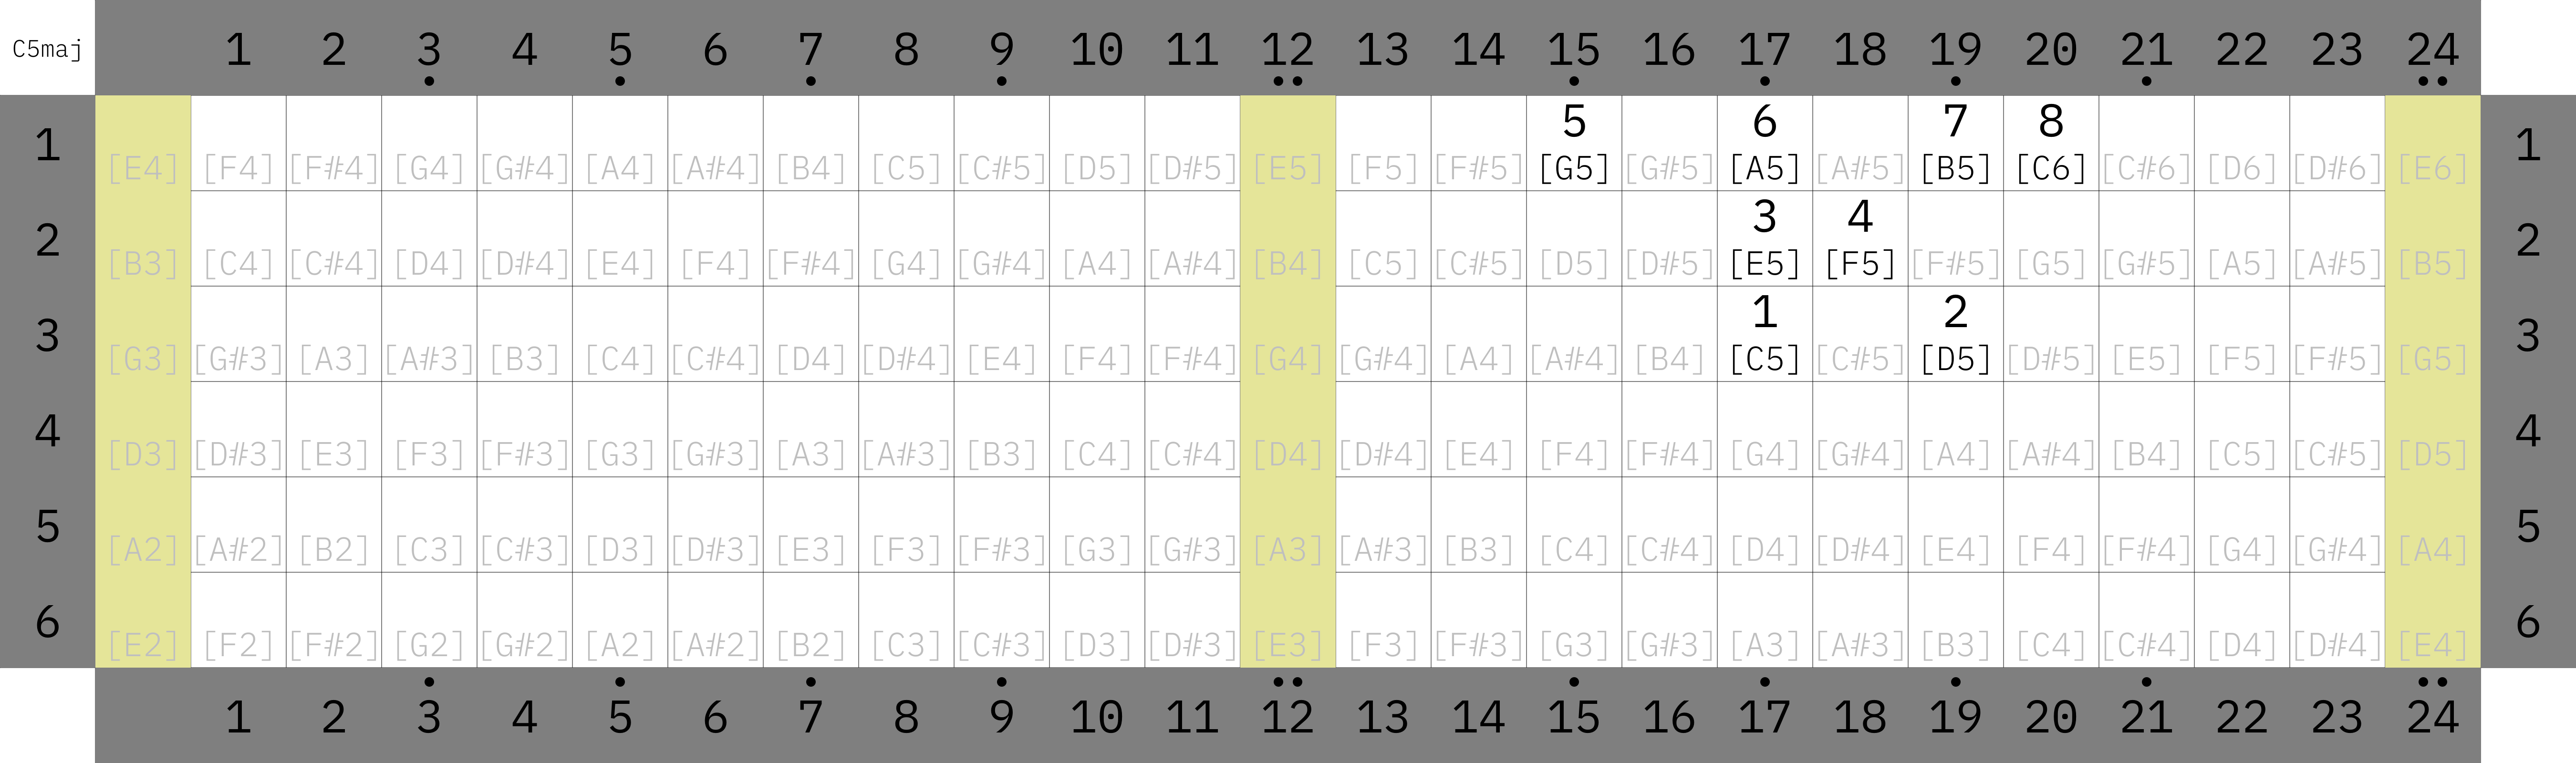 1 2 3 4 5 6 7 8 9 10 11 12 13 14 15 16 17 18 19 20 21 22 23 24
C5maj
5 6 7 8
1 1
[E4] [F4] [F#4] [G4] [G#4] [A4] [A#4] [B4] [C5] [C#5] [D5] [D#5] [E5] [F5] [F#5] [G5] [G#5] [A5] [A#5] [B5] [C6] [C#6] [D6] [D#6] [E6]
3 4
2 2
[B3] [C4] [C#4] [D4] [D#4] [E4] [F4] [F#4] [G4] [G#4] [A4] [A#4] [B4] [C5] [C#5] [D5] [D#5] [E5] [F5] [F#5] [G5] [G#5] [A5] [A#5] [B5]
1 2
3 3
[G3] [G#3] [A3] [A#3] [B3] [C4] [C#4] [D4] [D#4] [E4] [F4] [F#4] [G4] [G#4] [A4] [A#4] [B4] [C5] [C#5] [D5] [D#5] [E5] [F5] [F#5] [G5]
4 4
[D3] [D#3] [E3] [F3] [F#3] [G3] [G#3] [A3] [A#3] [B3] [C4] [C#4] [D4] [D#4] [E4] [F4] [F#4] [G4] [G#4] [A4] [A#4] [B4] [C5] [C#5] [D5]
5 5
[A2] [A#2] [B2] [C3] [C#3] [D3] [D#3] [E3] [F3] [F#3] [G3] [G#3] [A3] [A#3] [B3] [C4] [C#4] [D4] [D#4] [E4] [F4] [F#4] [G4] [G#4] [A4]
6 6
[E2] [F2] [F#2] [G2] [G#2] [A2] [A#2] [B2] [C3] [C#3] [D3] [D#3] [E3] [F3] [F#3] [G3] [G#3] [A3] [A#3] [B3] [C4] [C#4] [D4] [D#4] [E4]
1 2 3 4 5 6 7 8 9 10 11 12 13 14 15 16 17 18 19 20 21 22 23 24